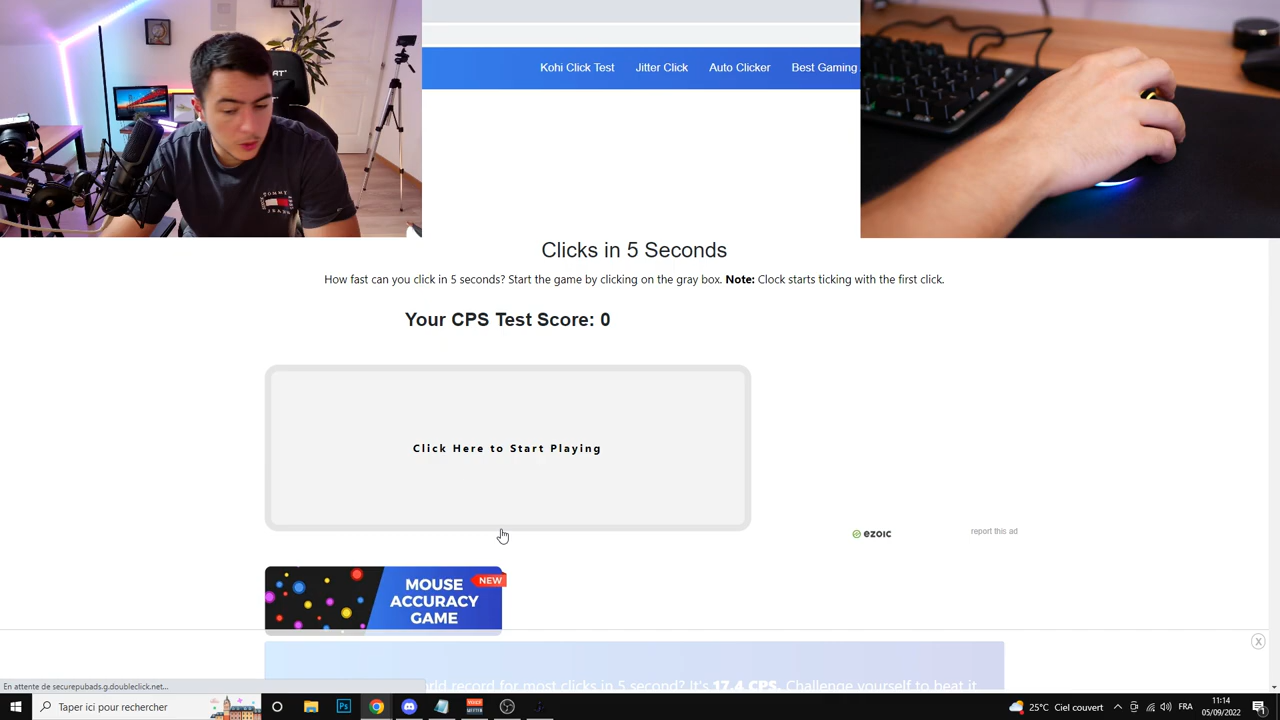 Kohi Click Test Jitter Click Auto Clicker Best Gaming
Clicks in 5 Seconds
How fast can you click in 5 seconds? Start the game by clicking on the gray box. Note: Clock starts ticking with the first click.
Your CPS Test Score: 0
Click Here to Start Playing
ezoic
report this ad
MOUSE
ACCURACY
GAME
NEW
X
record for most clicks in 5 second? It's 17.4 CPS. Challenge yourself to beat it.
En attente de securepubads.g.doubleclick.net...
Taper ici pour rechercher
Ps
25°C Ciel couvert
FRA
11:14
05/09/2022
TOMMY
JEANS